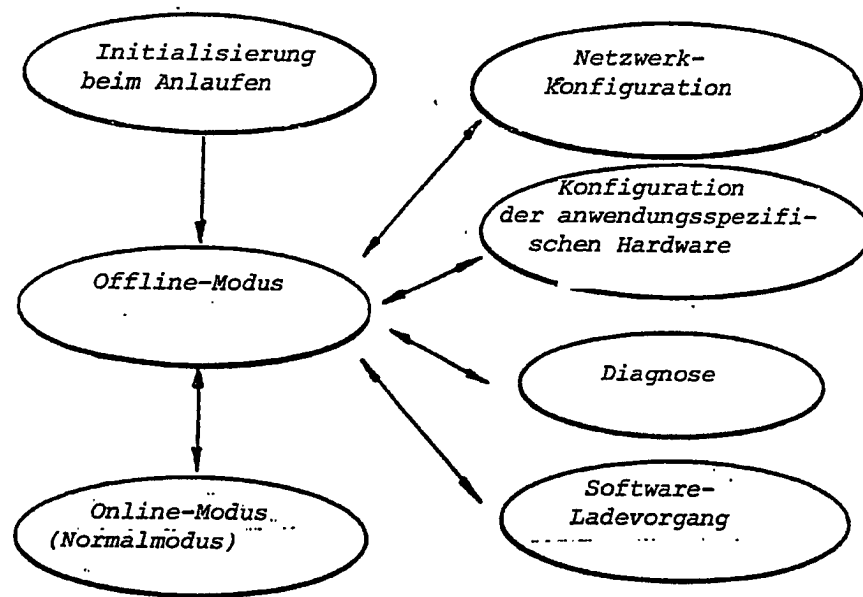 Initialisierung
beim Anlaufen
Netzwerk-
Konfiguration
Konfiguration
der anwendungsspezifi-
schen Hardware
Offline-Modus
Diagnose
Online-Modus
(Normalmodus)
Software-
Ladevorgang